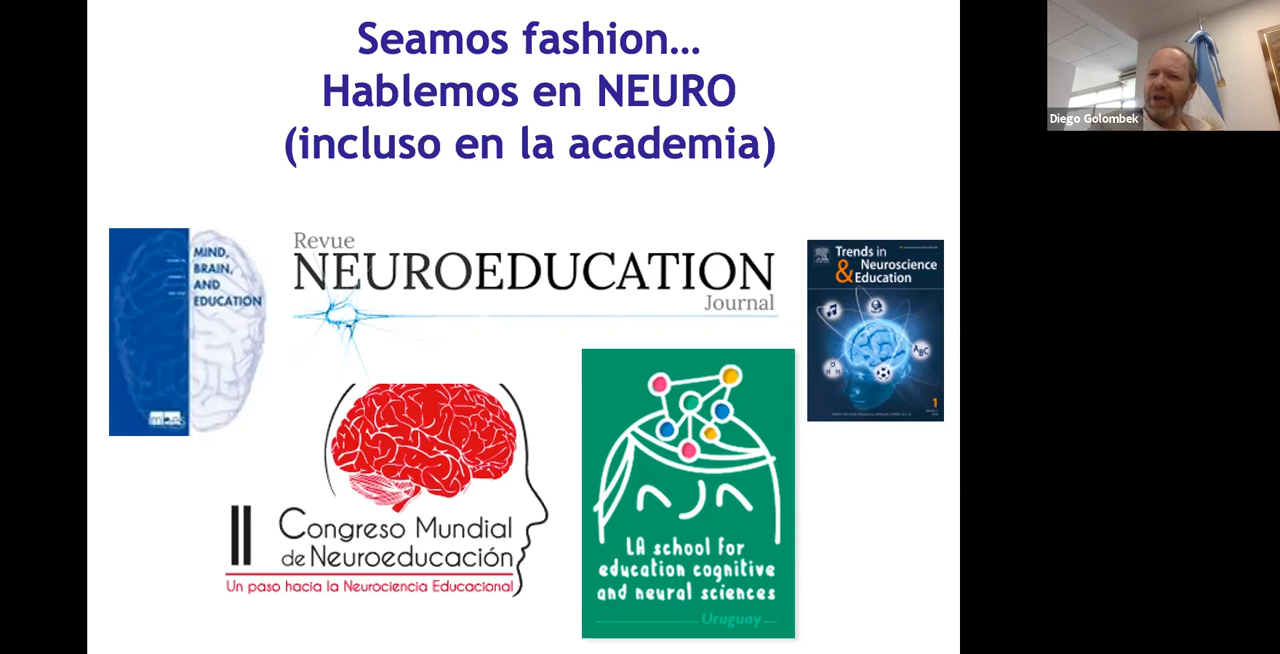 Seamos fashion...
Hablemos en NEURO
(incluso en la academia)
Diego Golombek
MIND,
BRAIN,
AND
EDUCATION
Revue
NEUROEDUCATION
Journal
Trends in
Neuroscience
& Education
A B C
O
H H
1
II
Congreso Mundial
de Neuroeducación
Un paso hacia la Neurociencia Educacional
LA school for
education cognitive
and neural sciences
Uruguay